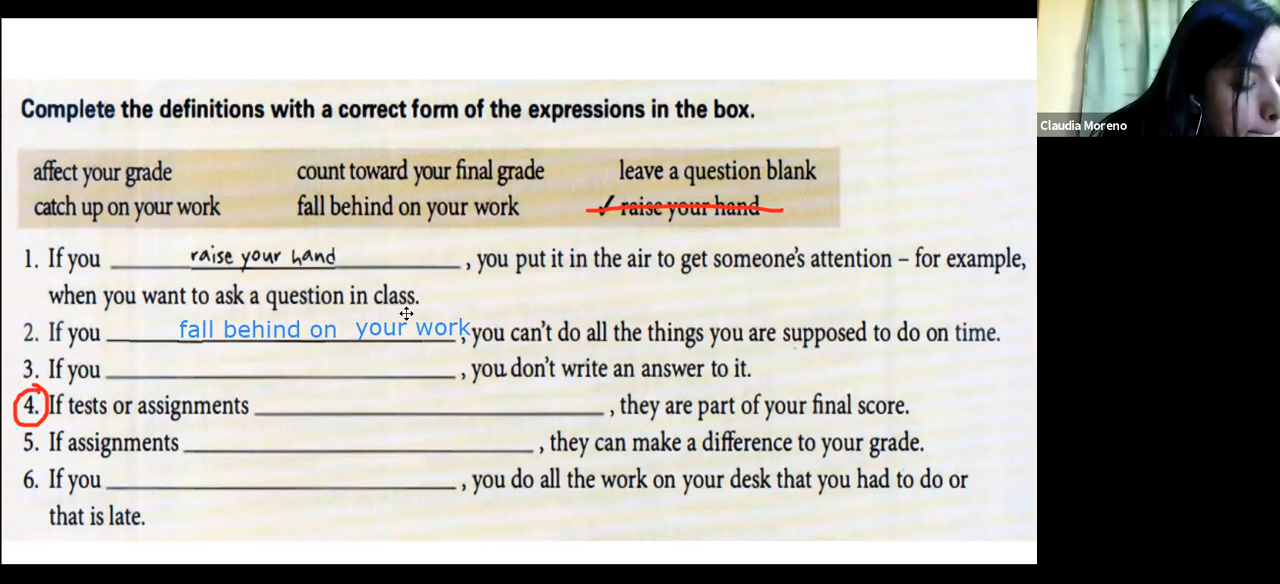 Complete the definitions with a correct form of the expressions in the box.
affect your grade count toward your final grade leave a question blank
catch up on your work fall behind on your work ✓ raise your hand
1. If you raise your hand, you put it in the air to get someone's attention – for example,
when you want to ask a question in class.
2. If you fall behind on your work, you can't do all the things you are supposed to do on time.
3. If you ____________________, you don't write an answer to it.
4. If tests or assignments ____________________, they are part of your final score.
5. If assignments ____________________, they can make a difference to your grade.
6. If you ____________________, you do all the work on your desk that you had to do or
that is late.
Claudia Moreno